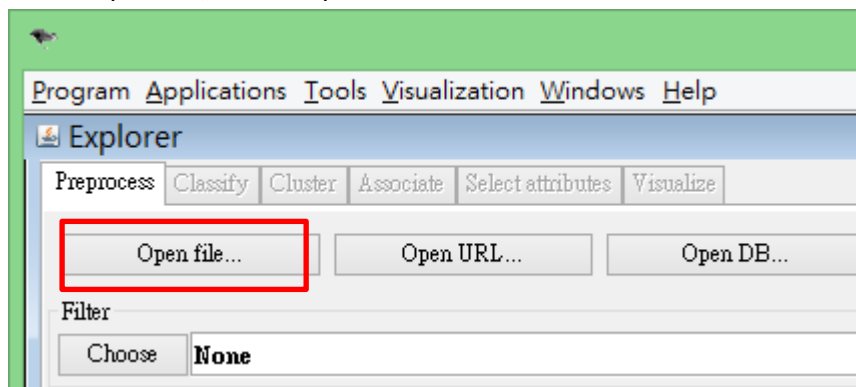 Program Applications Tools Visualization Windows Help
Explorer
Preprocess Classify Cluster Associate Select attributes Visualize
Open file... Open URL... Open DB...
Filter
Choose None